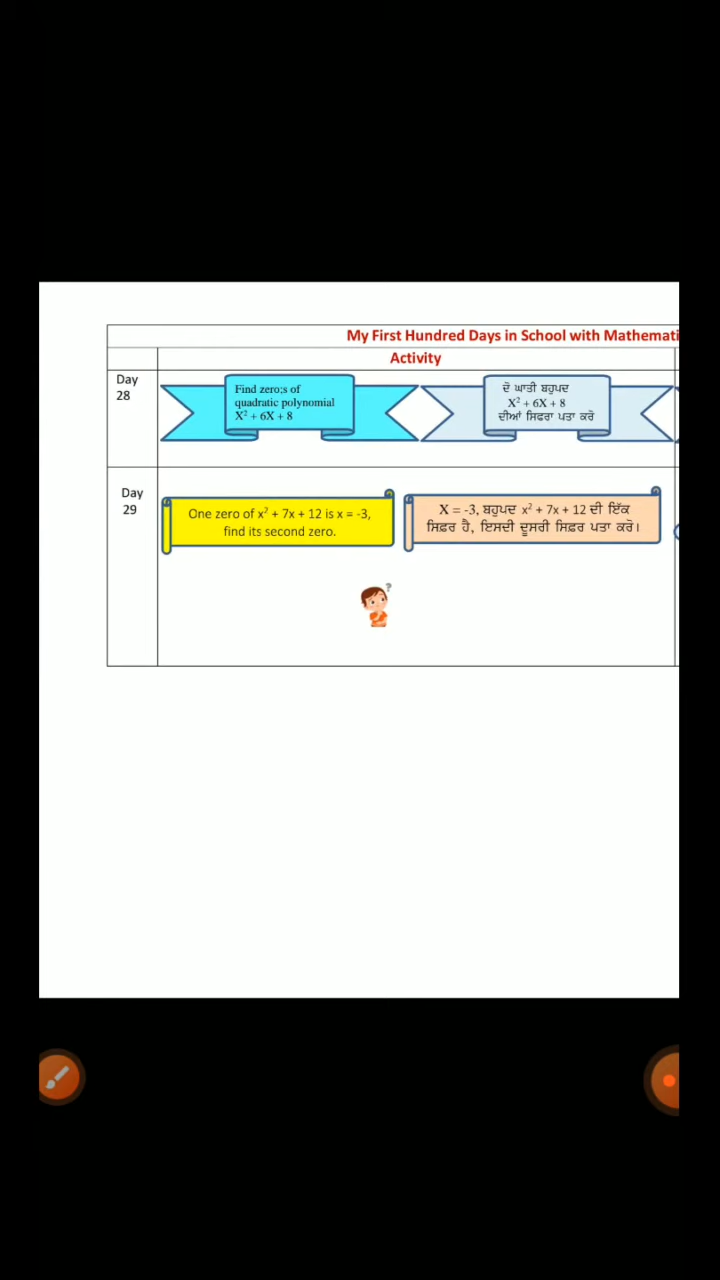 My First Hundred Days in School with Mathemati
Activity
Day
28
Find zero;s of
quadratic polynomial
X² + 6X + 8
ਦੋ ਘਾਤੀ ਬਹੁਪਦ
X² + 6X + 8
ਦੀਆਂ ਸਿਫਰਾ ਪਤਾ ਕਰੋ
Day
29
One zero of x² + 7x + 12 is x = -3,
find its second zero.
X = -3, ਬਹੁਪਦ x² + 7x + 12 ਦੀ ਇੱਕ
ਸਿਫ਼ਰ ਹੈ, ਇਸਦੀ ਦੂਸਰੀ ਸਿਫ਼ਰ ਪਤਾ ਕਰੋ।
?